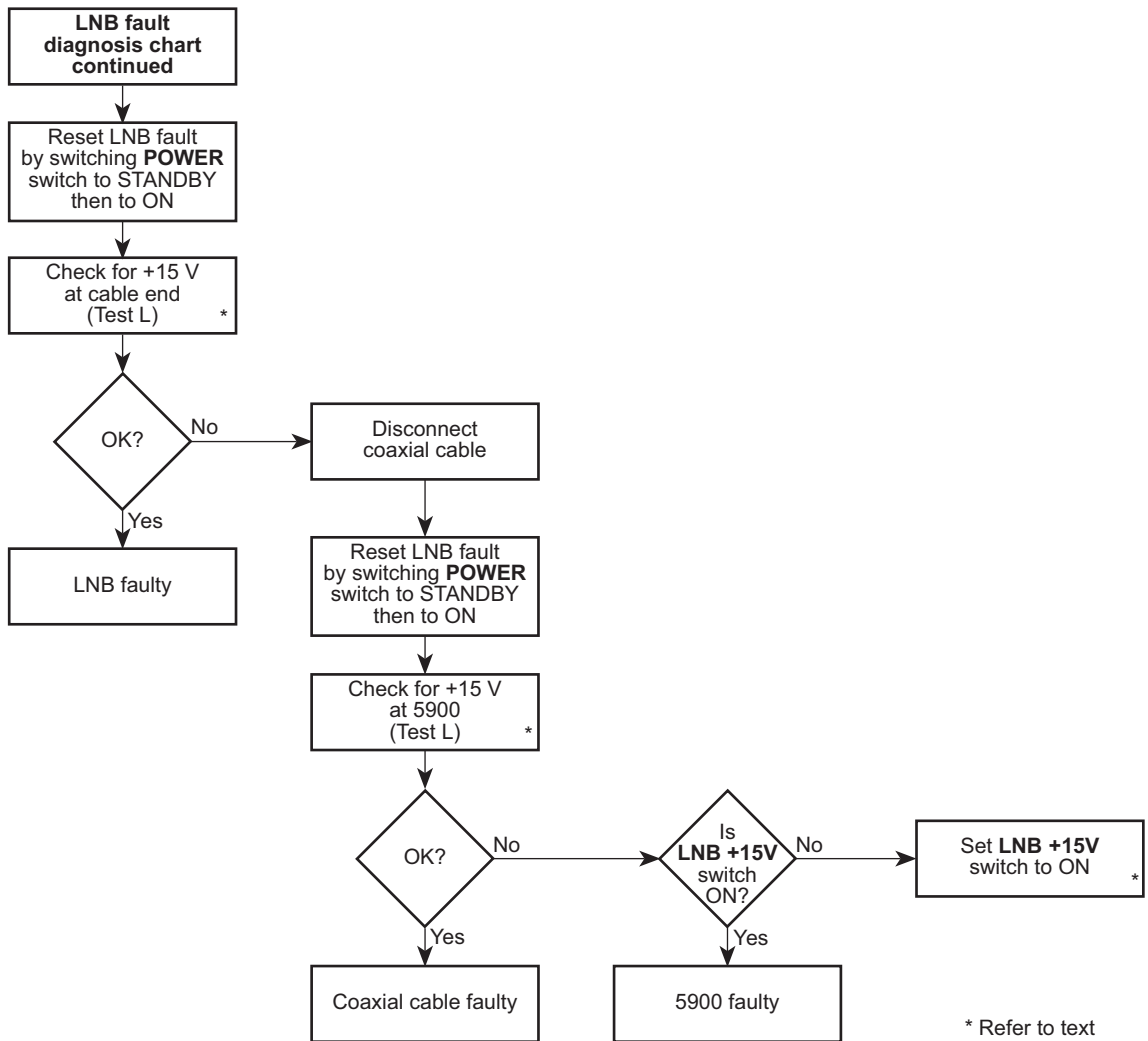 LNB fault
diagnosis chart
continued
Reset LNB fault
by switching POWER
switch to STANDBY
then to ON
Check for +15 V
at cable end
(Test L) *
OK?
No
Yes
LNB faulty
Disconnect
coaxial cable
Reset LNB fault
by switching POWER
switch to STANDBY
then to ON
Check for +15 V
at 5900
(Test L) *
OK?
No
Yes
Coaxial cable faulty
Is
LNB +15V
switch
ON?
No
Yes
5900 faulty
Set LNB +15V
switch to ON *
* Refer to text